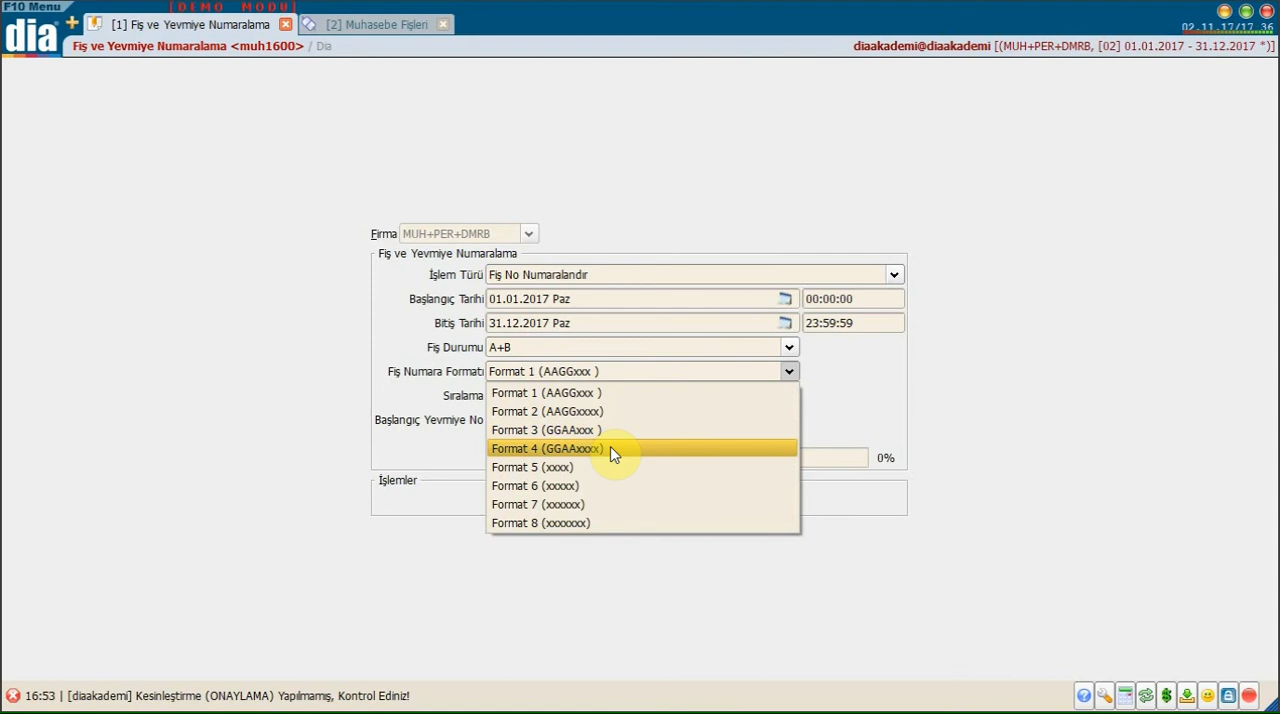 F10 Menu
[DEMO MODU]
dia
[1] Fiş ve Yevmiye Numaralama
[2] Muhasebe Fişleri
02.11.17/17.36
Fiş ve Yevmiye Numaralama <muh1600> / Dia
diaakademi@diaakademi [(MUH+PER+DMRB, [02] 01.01.2017 - 31.12.2017 *)]
Firma MUH+PER+DMRB
Fiş ve Yevmiye Numaralama
İşlem Türü Fiş No Numaralandır
Başlangıç Tarihi 01.01.2017 Paz 00:00:00
Bitiş Tarihi 31.12.2017 Paz 23:59:59
Fiş Durumu A+B
Fiş Numara Formatı Format 1 (AAGGxxx )
Sıralama
Başlangıç Yevmiye No
Format 1 (AAGGxxx )
Format 2 (AAGGxxxx)
Format 3 (GGAAxxx )
Format 4 (GGAAxxxx)
Format 5 (xxxx)
Format 6 (xxxxx)
Format 7 (xxxxxx)
Format 8 (xxxxxxx)
0%
İşlemler
16:53 | [diaakademi] Kesinleştirme (ONAYLAMA) Yapılmamış, Kontrol Ediniz!